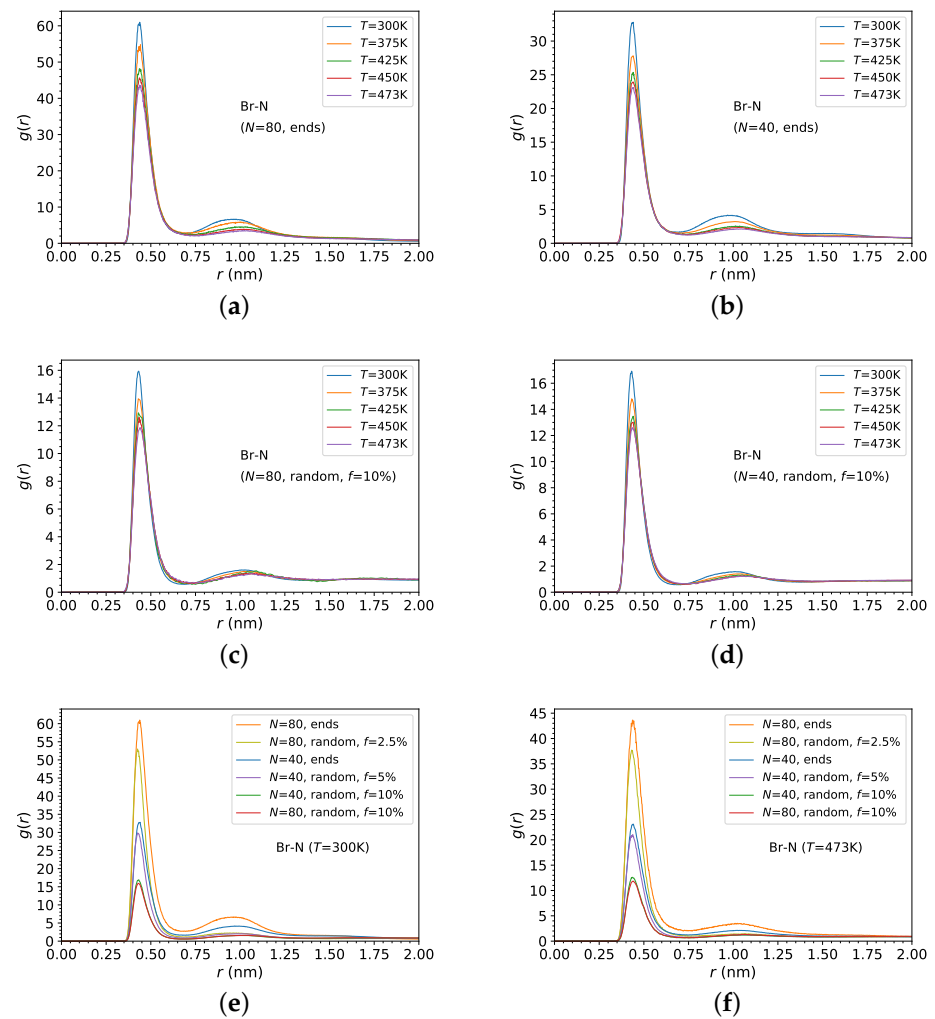 60
50
40
30
20
10
0
g(r)
T=300K
T=375K
T=425K
T=450K
T=473K
Br-N
(N=80, ends)
0.00 0.25 0.50 0.75 1.00 1.25 1.50 1.75 2.00
r (nm)
(a)
30
25
20
15
10
5
0
g(r)
T=300K
T=375K
T=425K
T=450K
T=473K
Br-N
(N=40, ends)
0.00 0.25 0.50 0.75 1.00 1.25 1.50 1.75 2.00
r (nm)
(b)
16
14
12
10
8
6
4
2
0
g(r)
T=300K
T=375K
T=425K
T=450K
T=473K
Br-N
(N=80, random, f=10%)
0.00 0.25 0.50 0.75 1.00 1.25 1.50 1.75 2.00
r (nm)
(c)
16
14
12
10
8
6
4
2
0
g(r)
T=300K
T=375K
T=425K
T=450K
T=473K
Br-N
(N=40, random, f=10%)
0.00 0.25 0.50 0.75 1.00 1.25 1.50 1.75 2.00
r (nm)
(d)
60
55
50
45
40
35
30
25
20
15
10
5
0
g(r)
N=80, ends
N=80, random, f=2.5%
N=40, ends
N=40, random, f=5%
N=40, random, f=10%
N=80, random, f=10%
Br-N (T=300K)
0.00 0.25 0.50 0.75 1.00 1.25 1.50 1.75 2.00
r (nm)
(e)
45
40
35
30
25
20
15
10
5
0
g(r)
N=80, ends
N=80, random, f=2.5%
N=40, ends
N=40, random, f=5%
N=40, random, f=10%
N=80, random, f=10%
Br-N (T=473K)
0.00 0.25 0.50 0.75 1.00 1.25 1.50 1.75 2.00
r (nm)
(f)